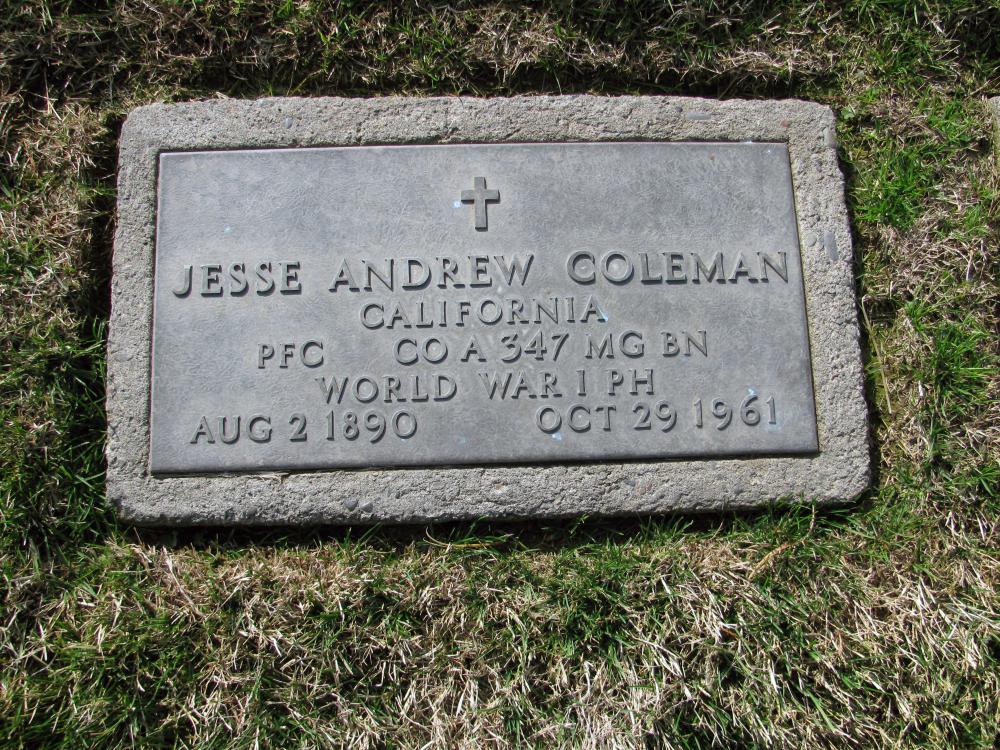 JESSE ANDREW COLEMAN
CALIFORNIA
PFC CO A 347 MG BN
WORLD WAR I PH
AUG 2 1890 OCT 29 1961